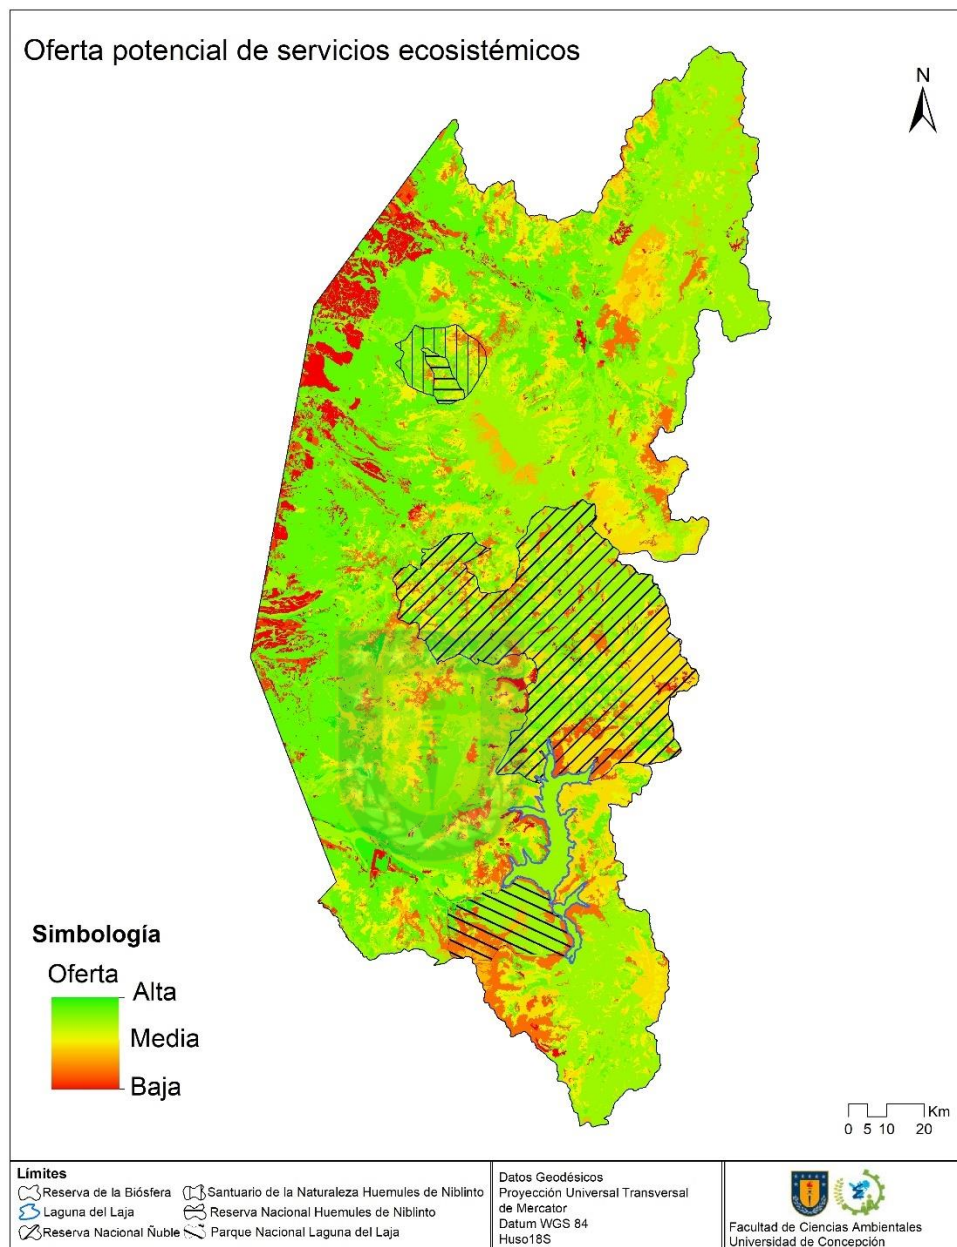 Oferta potencial de servicios ecosistémicos
N
Simbología
Oferta
Alta
Media
Baja
Km
0 5 10 20
Límites
Reserva de la Biósfera
Santuario de la Naturaleza Huemules de Niblinto
Laguna del Laja
Reserva Nacional Huemules de Niblinto
Reserva Nacional Ñuble
Parque Nacional Laguna del Laja
Datos Geodésicos
Proyección Universal Transversal
de Mercator
Datum WGS 84
Huso18S
Facultad de Ciencias Ambientales
Universidad de Concepción